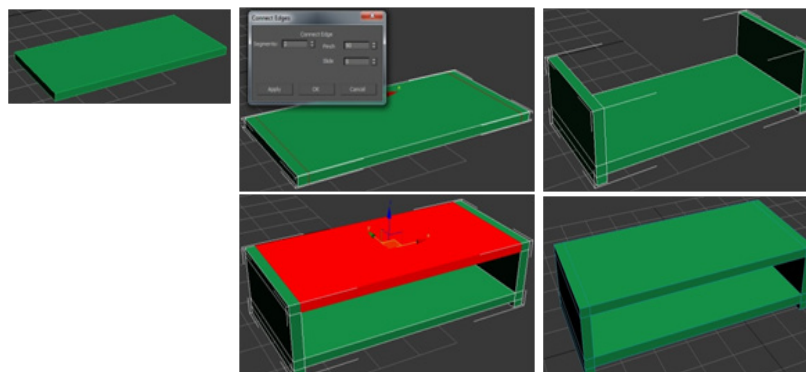 Connect Edges
Connect Edge
Segments:
Pinch:
Slide
Apply
OK
Cancel